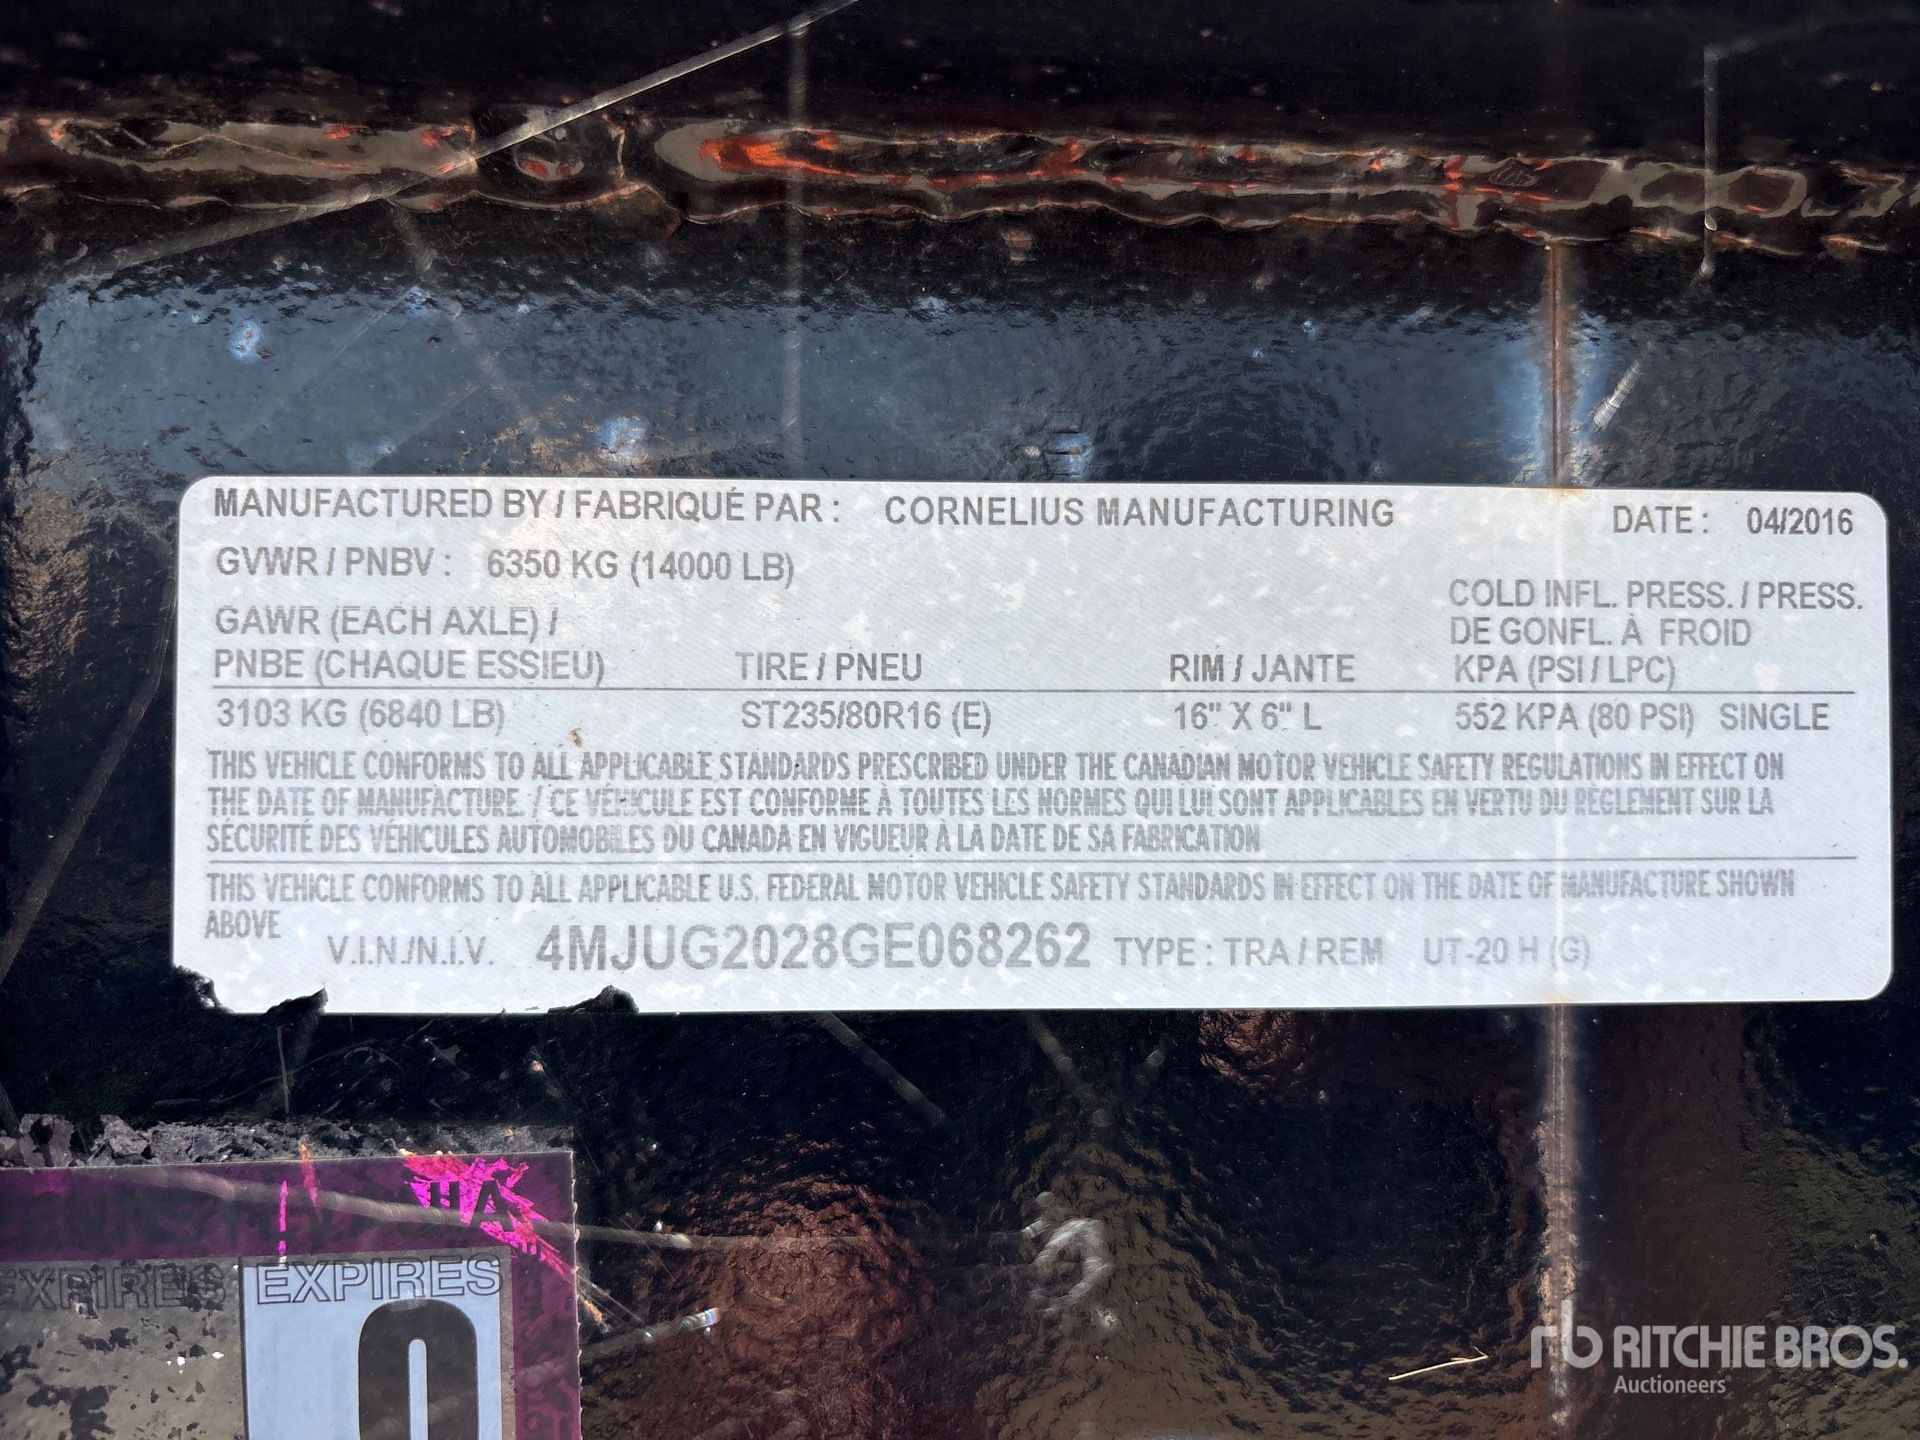 MANUFACTURED BY / FABRIQUÉ PAR : CORNELIUS MANUFACTURING DATE : 04/2016
GVWR / PNBV : 6350 KG (14000 LB)
GAWR (EACH AXLE) /
PNBE (CHAQUE ESSIEU) TIRE / PNEU RIM / JANTE
COLD INFL. PRESS. / PRESS.
DE GONFL. À FROID
KPA (PSI / LPC)
3103 KG (6840 LB) ST235/80R16 (E) 16" X 6" L 552 KPA (80 PSI) SINGLE
THIS VEHICLE CONFORMS TO ALL APPLICABLE STANDARDS PRESCRIBED UNDER THE CANADIAN MOTOR VEHICLE SAFETY REGULATIONS IN EFFECT ON
THE DATE OF MANUFACTURE. / CE VÉHICULE EST CONFORME À TOUTES LES NORMES QUI LUI SONT APPLICABLES EN VERTU DU RÈGLEMENT SUR LA
SÉCURITÉ DES VÉHICULES AUTOMOBILES DU CANADA EN VIGUEUR À LA DATE DE SA FABRICATION
THIS VEHICLE CONFORMS TO ALL APPLICABLE U.S. FEDERAL MOTOR VEHICLE SAFETY STANDARDS IN EFFECT ON THE DATE OF MANUFACTURE SHOWN
ABOVE
V.I.N./N.I.V. 4MJUG2028GE068262 TYPE : TRA / REM UT-20 H (G)
EXPIRES EXPIRES
rb RITCHIE BROS.
Auctioneers